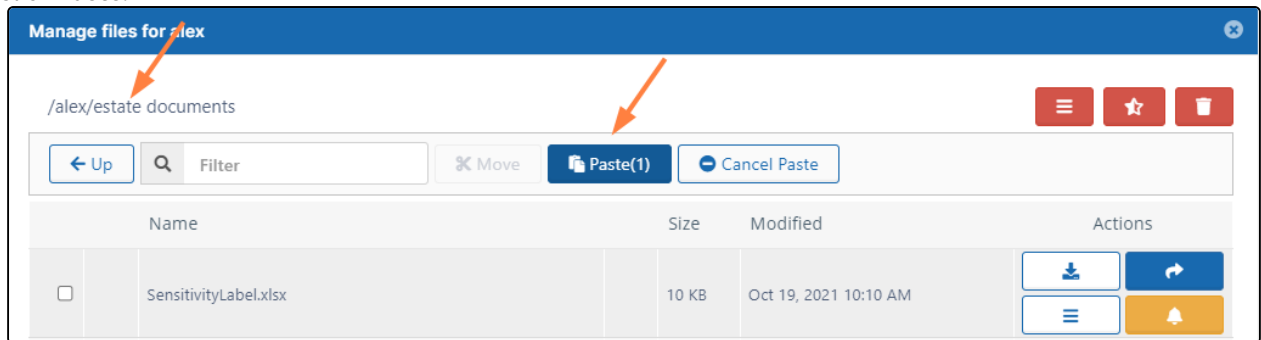 Manage files for alex
/alex/estate documents
Up
Filter
Move
Paste(1)
Cancel Paste
Name Size Modified Actions
SensitivityLabel.xlsx 10 KB Oct 19, 2021 10:10 AM